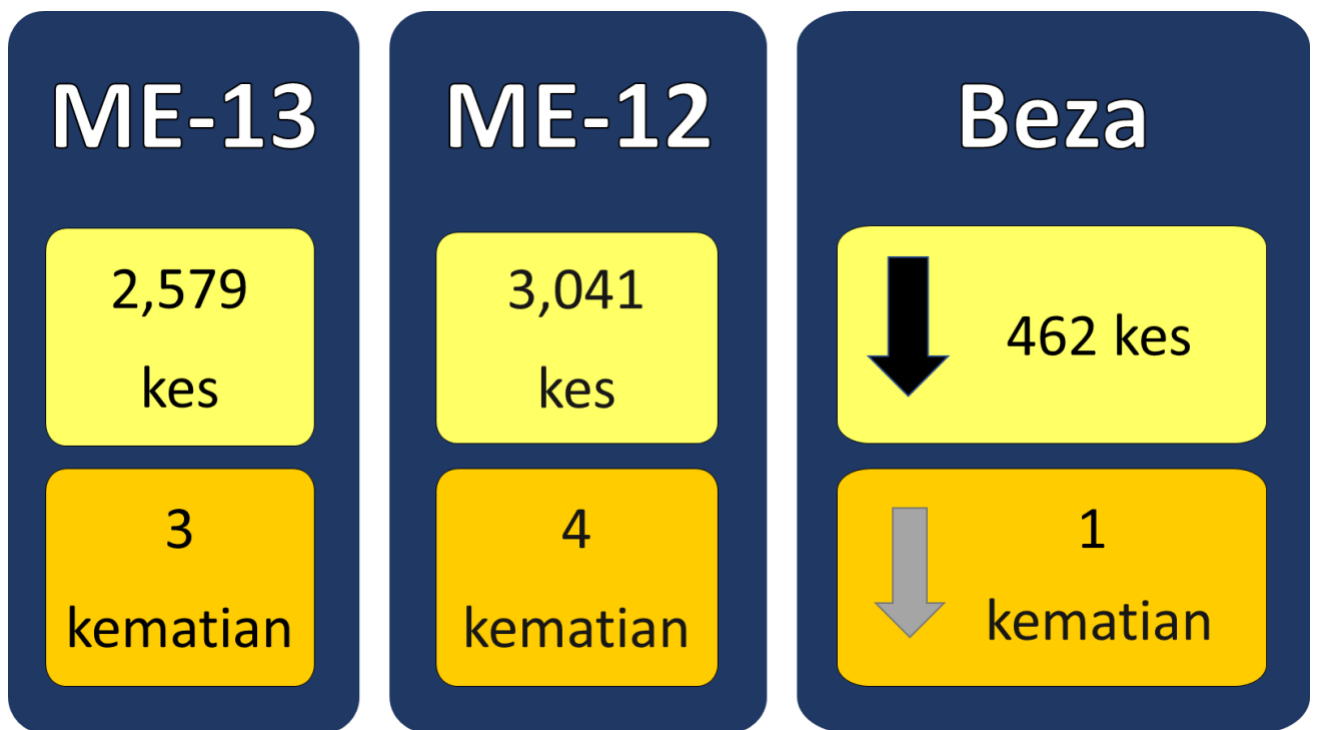 ME-13
2,579
kes
3
kematian
ME-12
3,041
kes
4
kematian
Beza
462 kes
1
kematian